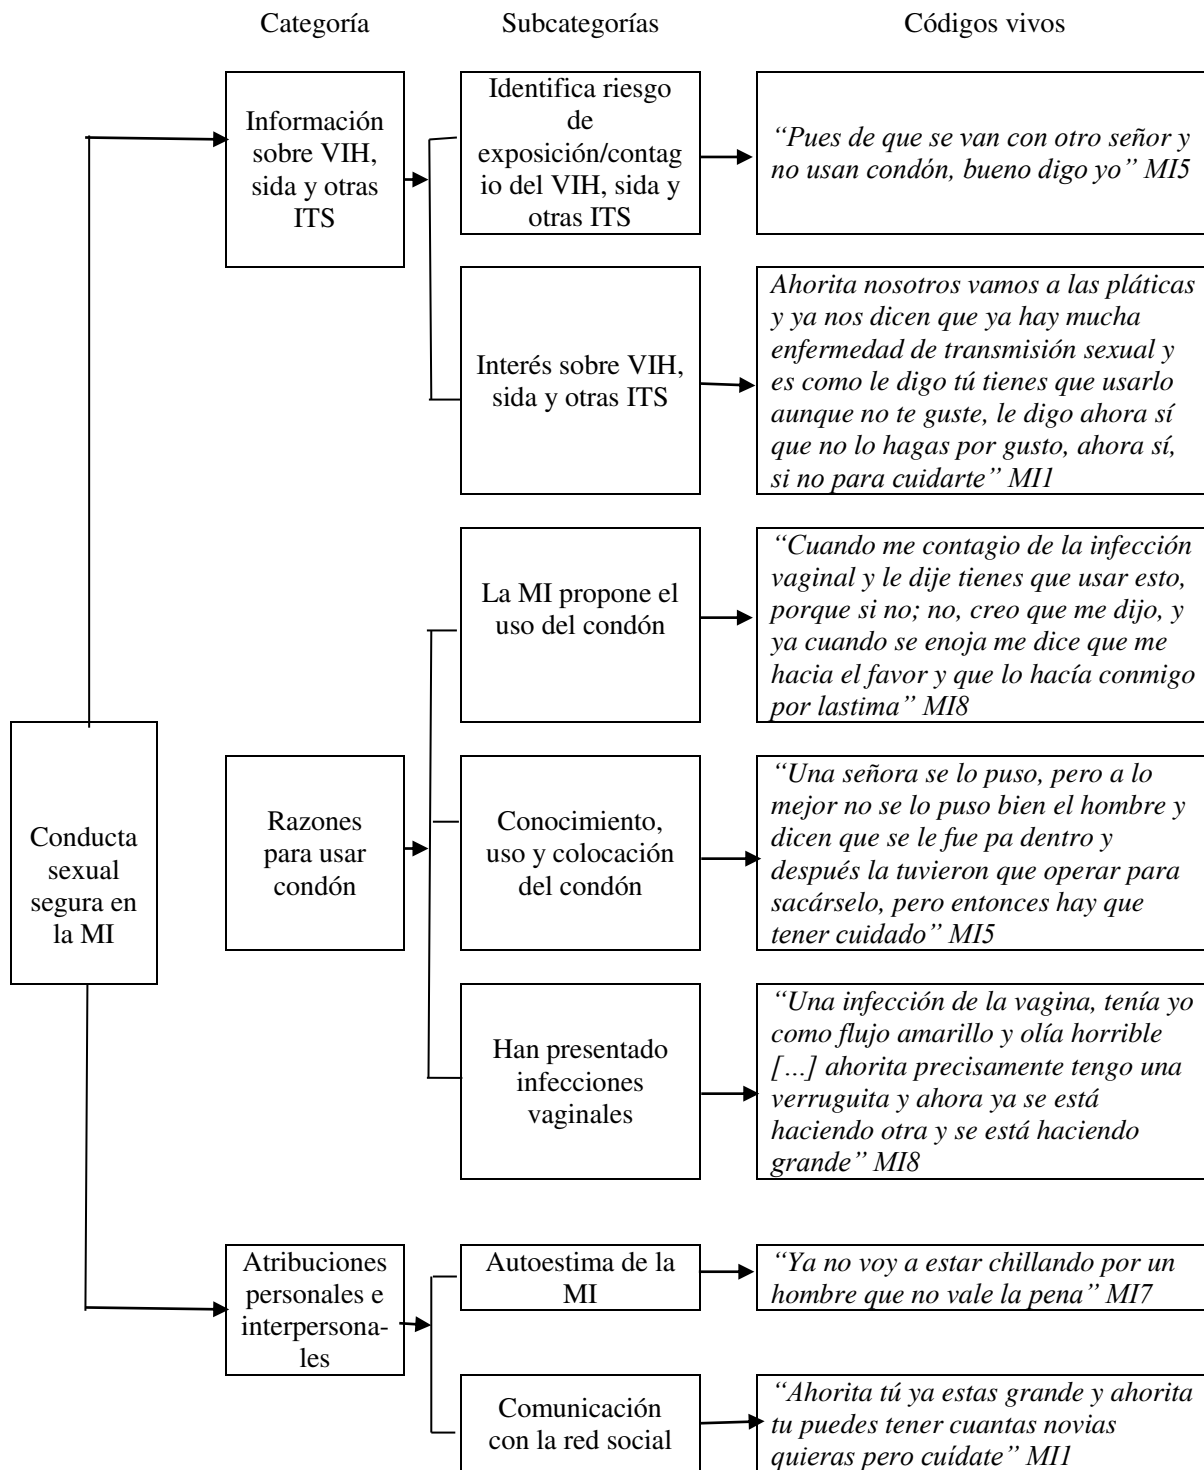 Categoría
Subcategorías
Códigos vivos
Conducta
sexual
segura en
la MI
Información
sobre VIH,
sida y otras
ITS
Identifica riesgo
de
exposición/contag
io del VIH, sida y
otras ITS
“Pues de que se van con otro señor y
no usan condón, bueno digo yo” MI5
Interés sobre VIH,
sida y otras ITS
Ahorita nosotros vamos a las pláticas
y ya nos dicen que ya hay mucha
enfermedad de transmisión sexual y
es como le digo tú tienes que usarlo
aunque no te guste, le digo ahora sí
que no lo hagas por gusto, ahora sí,
si no para cuidarte” MI1
Razones
para usar
condón
La MI propone el
uso del condón
“Cuando me contagio de la infección
vaginal y le dije tienes que usar esto,
porque si no; no, creo que me dijo, y
ya cuando se enoja me dice que me
hacia el favor y que lo hacía conmigo
por lastima” MI8
Conocimiento,
uso y colocación
del condón
“Una señora se lo puso, pero a lo
mejor no se lo puso bien el hombre y
dicen que se le fue pa dentro y
después la tuvieron que operar para
sacárselo, pero entonces hay que
tener cuidado” MI5
Han presentado
infecciones
vaginales
“Una infección de la vagina, tenía yo
como flujo amarillo y olía horrible
[…] ahorita precisamente tengo una
verruguita y ahora ya se está
haciendo otra y se está haciendo
grande” MI8
Atribuciones
personales e
interpersona-
les
Autoestima de la
MI
“Ya no voy a estar chillando por un
hombre que no vale la pena” MI7
Comunicación
con la red social
“Ahorita tú ya estas grande y ahorita
tu puedes tener cuantas novias
quieras pero cuídate” MI1